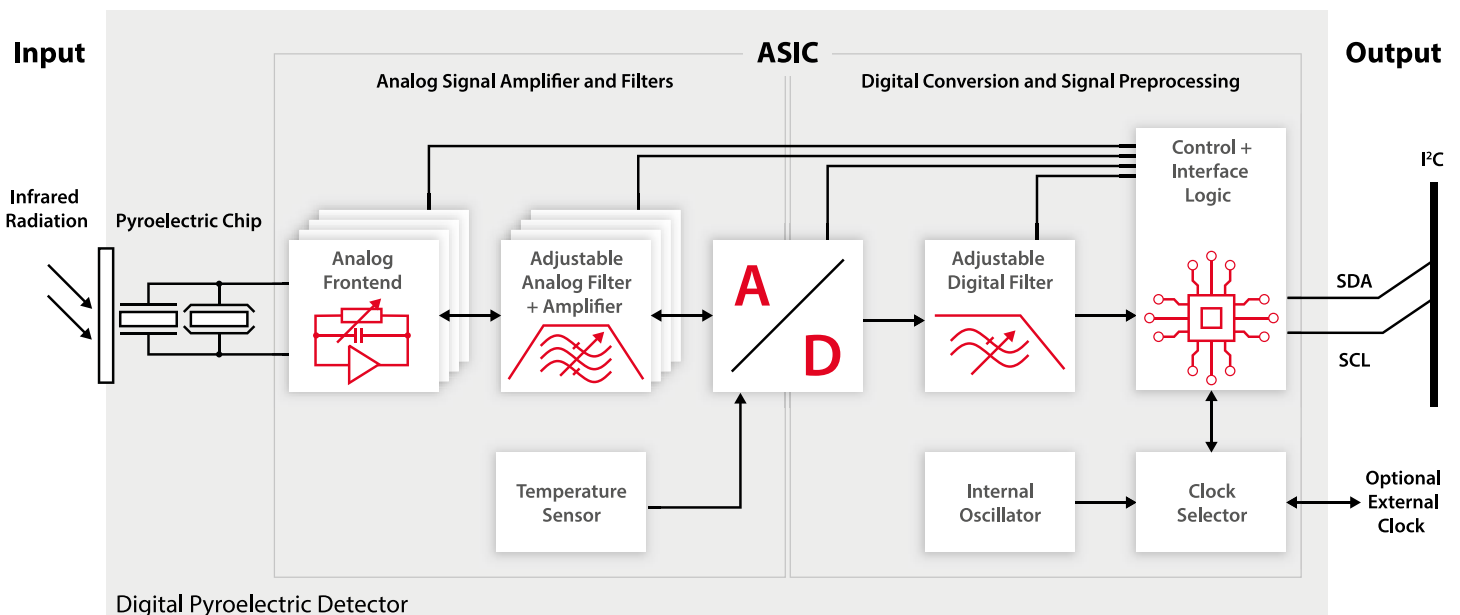 Input
ASIC
Output
Analog Signal Amplifier and Filters
Digital Conversion and Signal Preprocessing
Control +
Interface
Logic
I²C
Infrared
Radiation
Pyroelectric Chip
Analog
Frontend
Adjustable
Analog Filter
+ Amplifier
A
D
Adjustable
Digital Filter
SDA
SCL
Temperature
Sensor
Internal
Oscillator
Clock
Selector
Optional
External
Clock
Digital Pyroelectric Detector